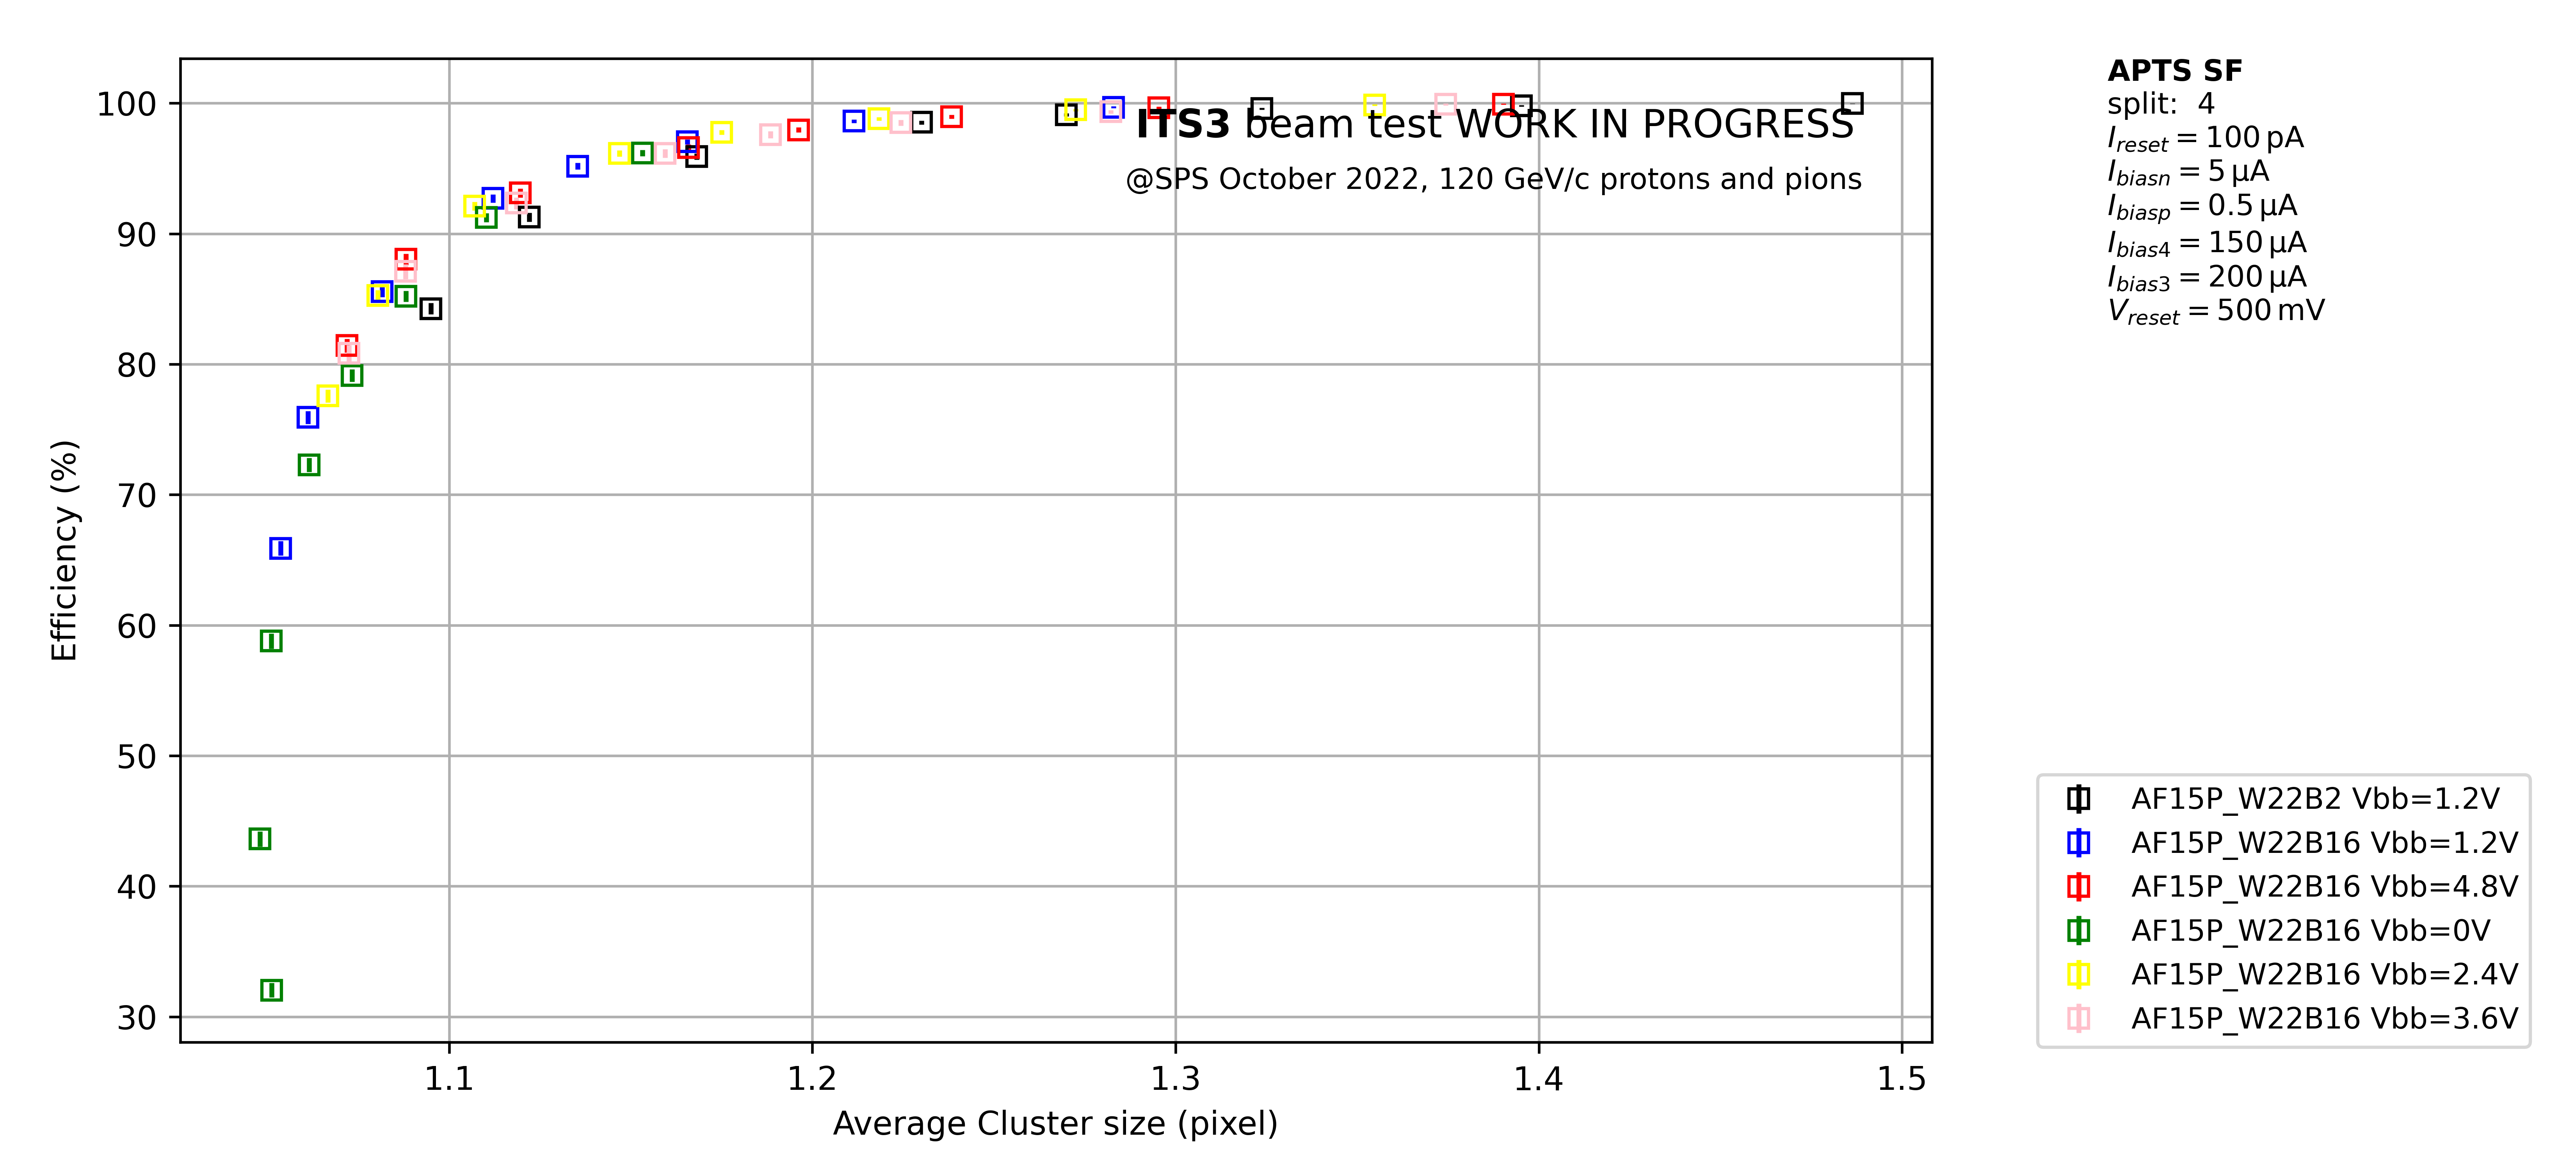 100
90
80
70
60
50
40
30
Efficiency (%)
1.1
1.2
1.3
1.4
1.5
Average Cluster size (pixel)
ITS3 beam test WORK IN PROGRESS
@SPS October 2022, 120 GeV/c protons and pions
APTS SF
split: 4
I_reset = 100 pA
I_biasn = 5 μA
I_biasp = 0.5 μA
I_bias4 = 150 μA
I_bias3 = 200 μA
V_reset = 500 mV
AF15P_W22B2 Vbb=1.2V
AF15P_W22B16 Vbb=1.2V
AF15P_W22B16 Vbb=4.8V
AF15P_W22B16 Vbb=0V
AF15P_W22B16 Vbb=2.4V
AF15P_W22B16 Vbb=3.6V